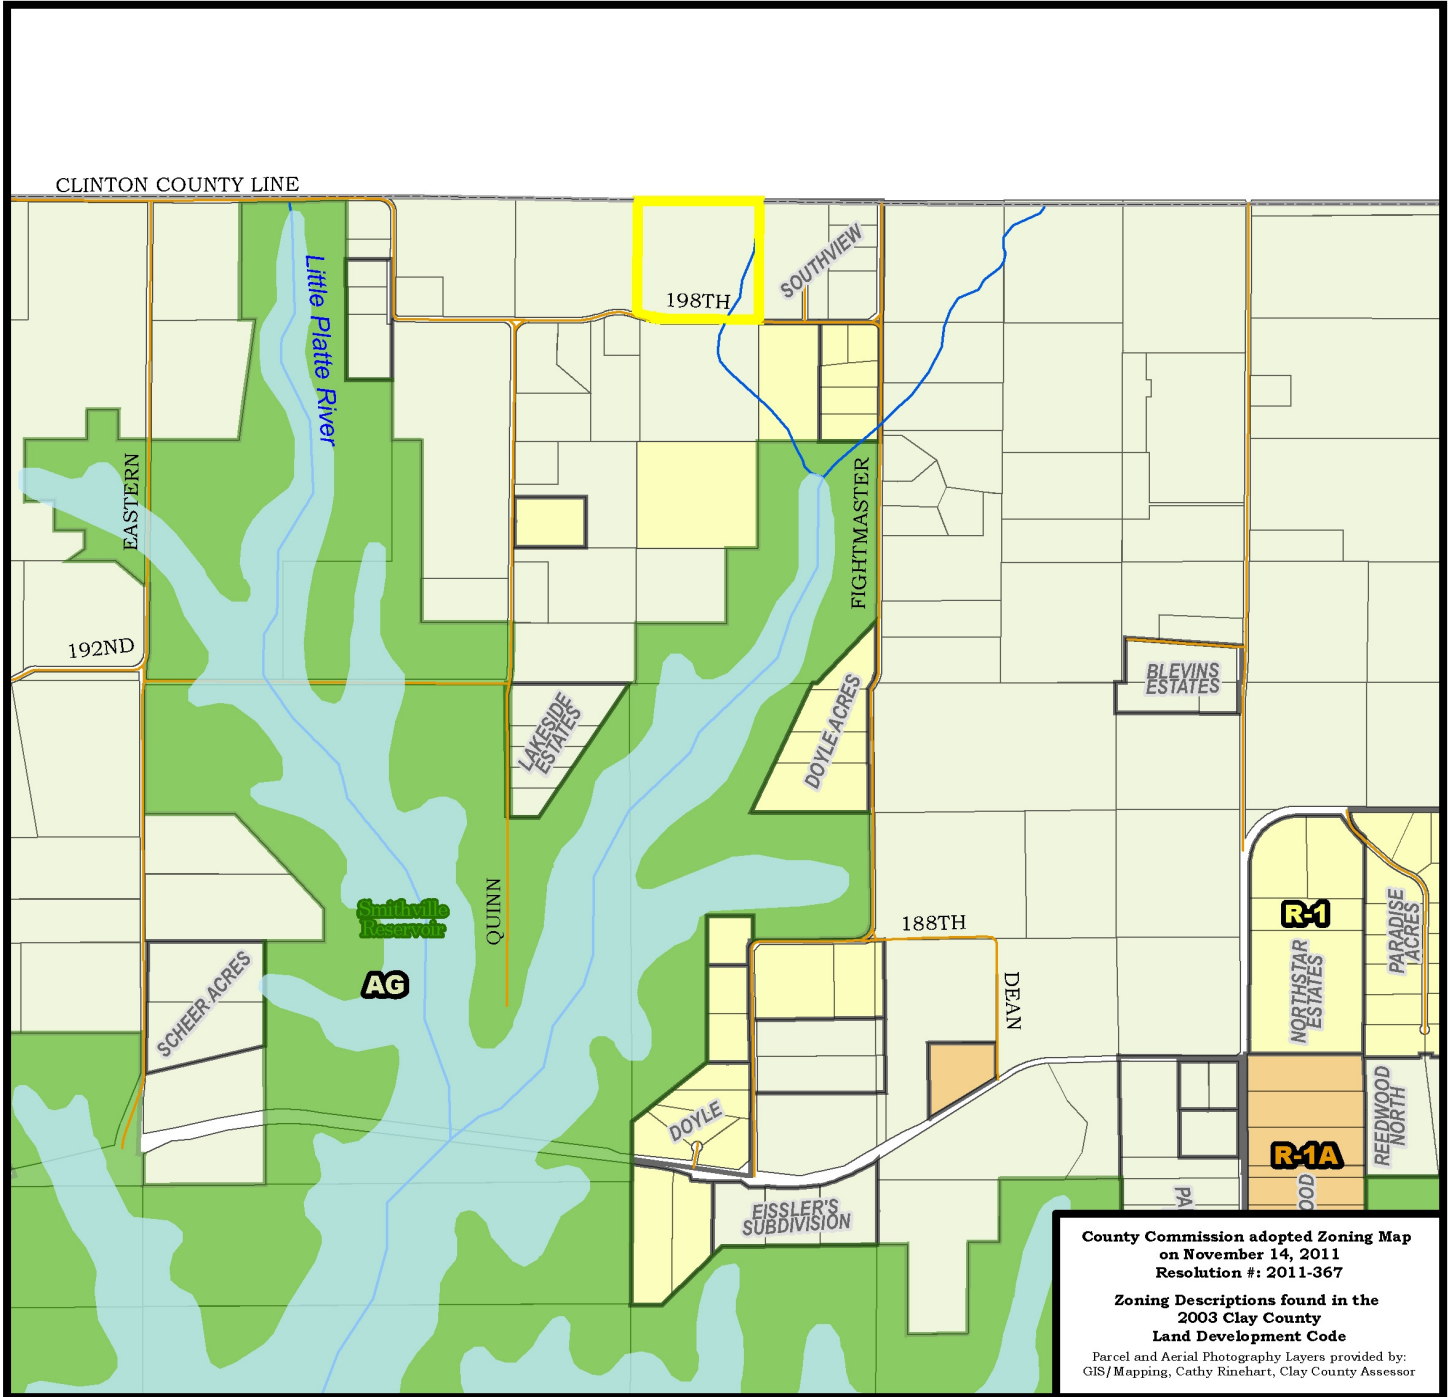 CLINTON COUNTY LINE
SOUTHVIEW
198TH
Little Platte River
EASTERN
FIGHTMASTER
192ND
BLEVINS
ESTATES
LAKESIDE
ESTATES
DOYLE ACRES
QUINN
Smithville
Reservoir
AG
188TH
R-1
PARADISE
ACRES
NORTHSTAR
ESTATES
SCHEER ACRES
DEAN
DOYLE
REEDWOOD
NORTH
R-1A
PA
OOD
EISSLER'S
SUBDIVISION
County Commission adopted Zoning Map
on November 14, 2011
Resolution #: 2011-367
Zoning Descriptions found in the
2003 Clay County
Land Development Code
Parcel and Aerial Photography Layers provided by:
GIS/Mapping, Cathy Rinehart, Clay County Assessor